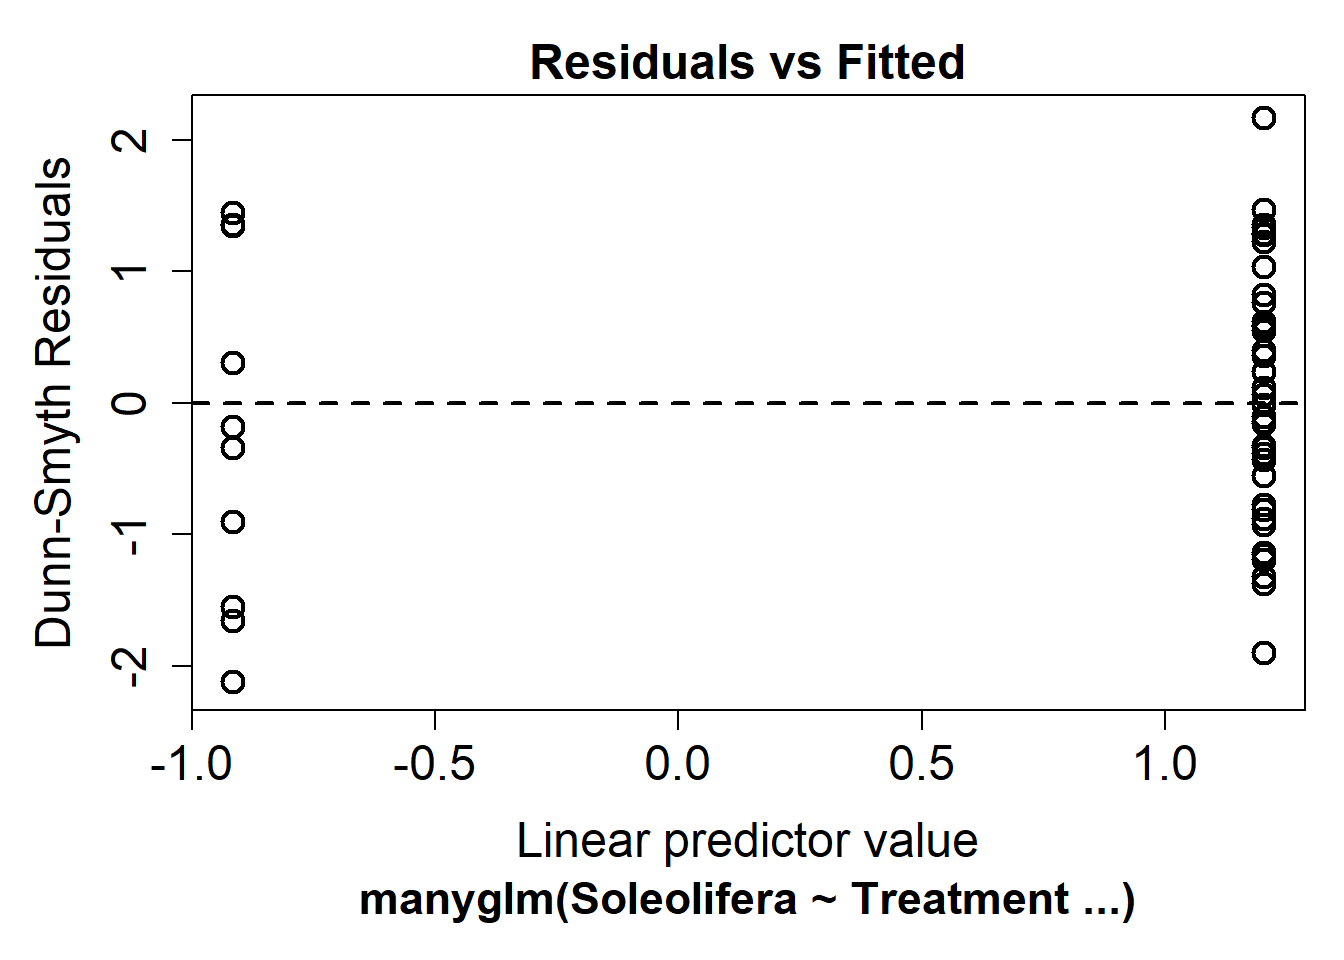 Residuals vs Fitted
Dunn-Smyth Residuals
2
1
0
-1
-2
-1.0 -0.5 0.0 0.5 1.0
Linear predictor value
manyglm(Soleolifera ~ Treatment ...)